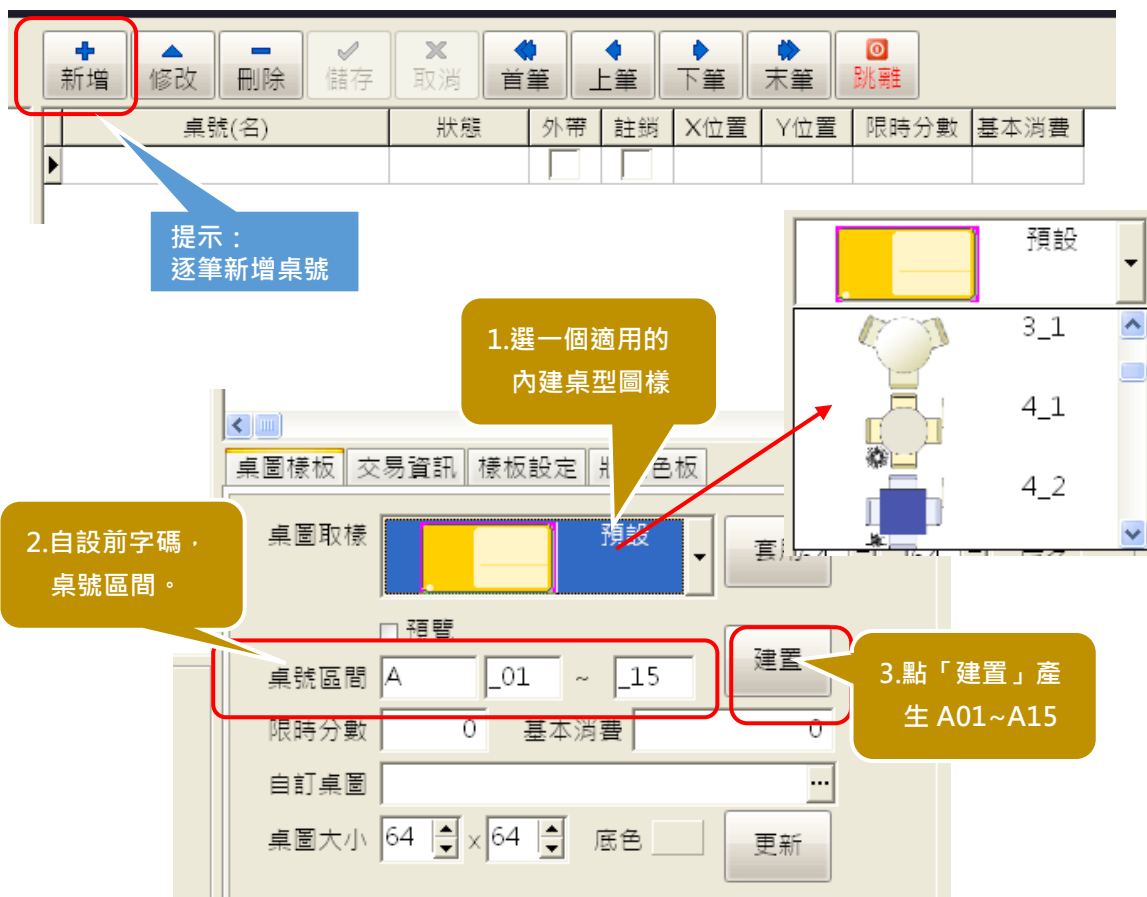 新增 修改 刪除 儲存 取消 首筆 上筆 下筆 末筆 跳離
桌號(名) 狀態 外帶 註銷 X位置 Y位置 限時分數 基本消費
提示：
逐筆新增桌號
預設
3_1
4_1
4_2
1.選一個適用的
內建桌型圖樣
桌圖樣板 交易資訊 樣板設定 色板
2.自設前字碼，
桌號區間。
桌圖取樣 預設
預覽
桌號區間 A _01 ~ _15 建置
3.點「建置」產
生 A01~A15
限時分數 0 基本消費 0
自訂桌圖 ...
桌圖大小 64 x 64 底色 更新